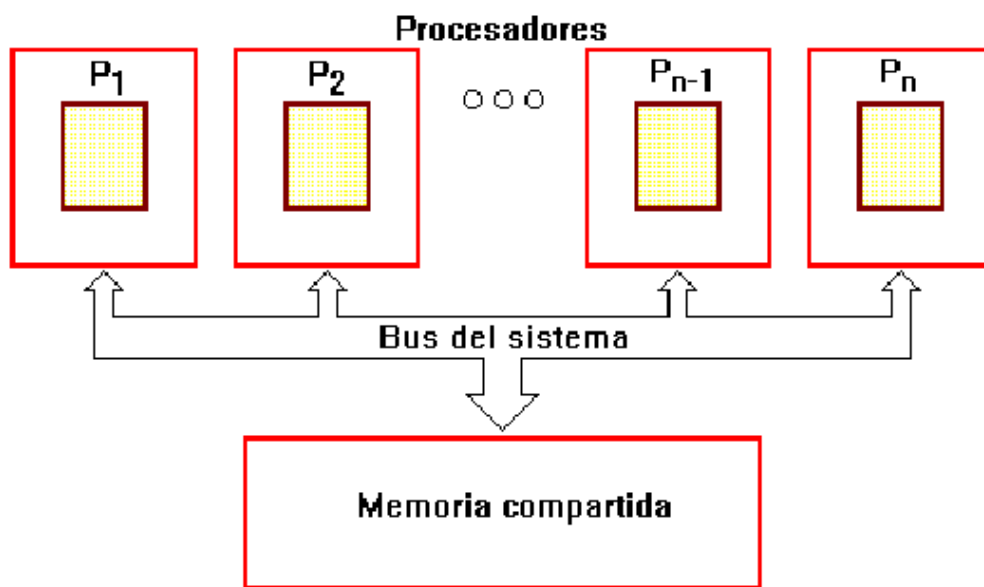 Procesadores
P1 P2 Pn-1 Pn
Bus del sistema
Memoria compartida